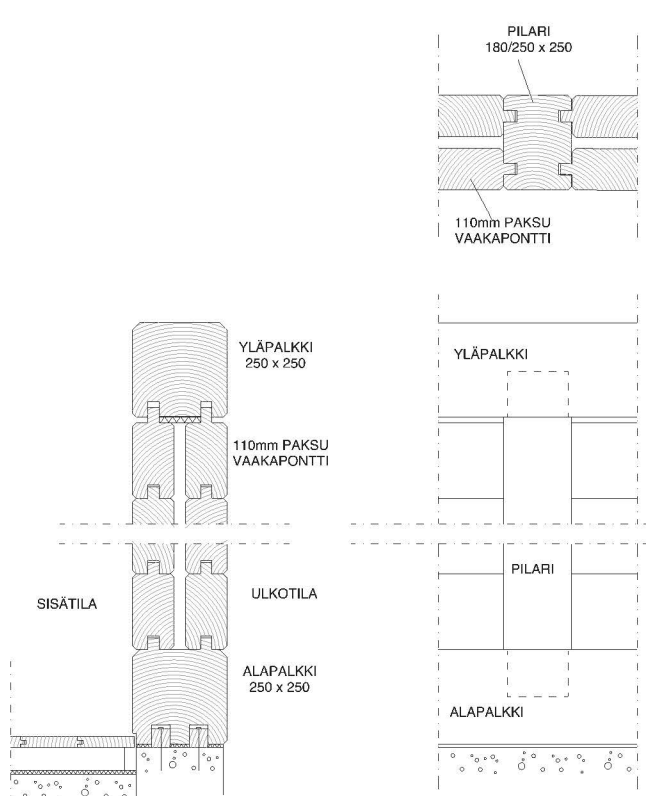 PILARI
180/250 x 250
110mm PAKSU
VAAKAPONTTI
YLÄPALKKI
250 x 250
YLÄPALKKI
110mm PAKSU
VAAKAPONTTI
PILARI
SISÄTILA
ULKOTILA
ALAPALKKI
250 x 250
ALAPALKKI